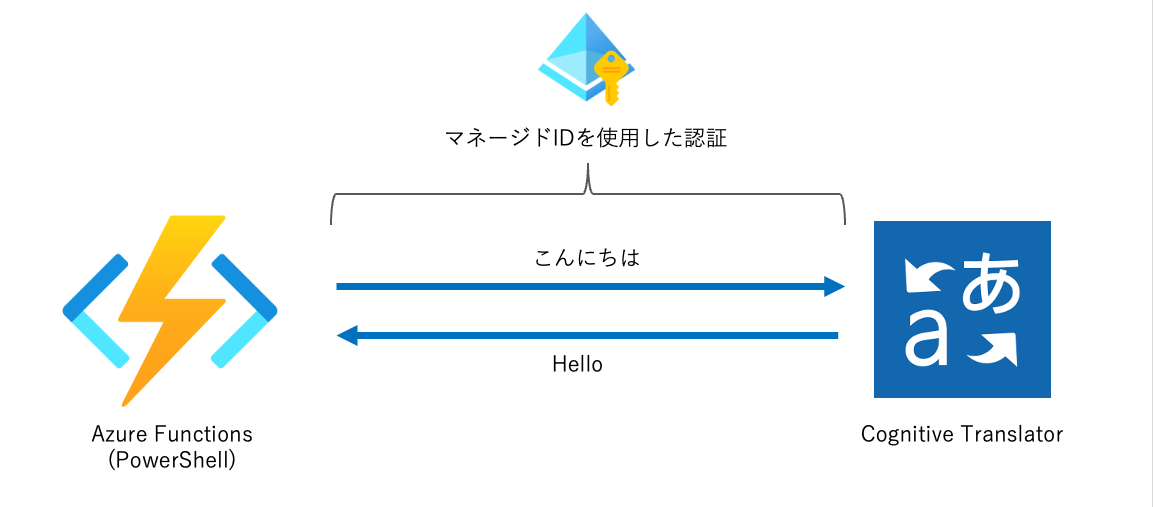 マネージドIDを使用した認証
こんにちは
あ
a
Hello
Azure Functions
(PowerShell)
Cognitive Translator